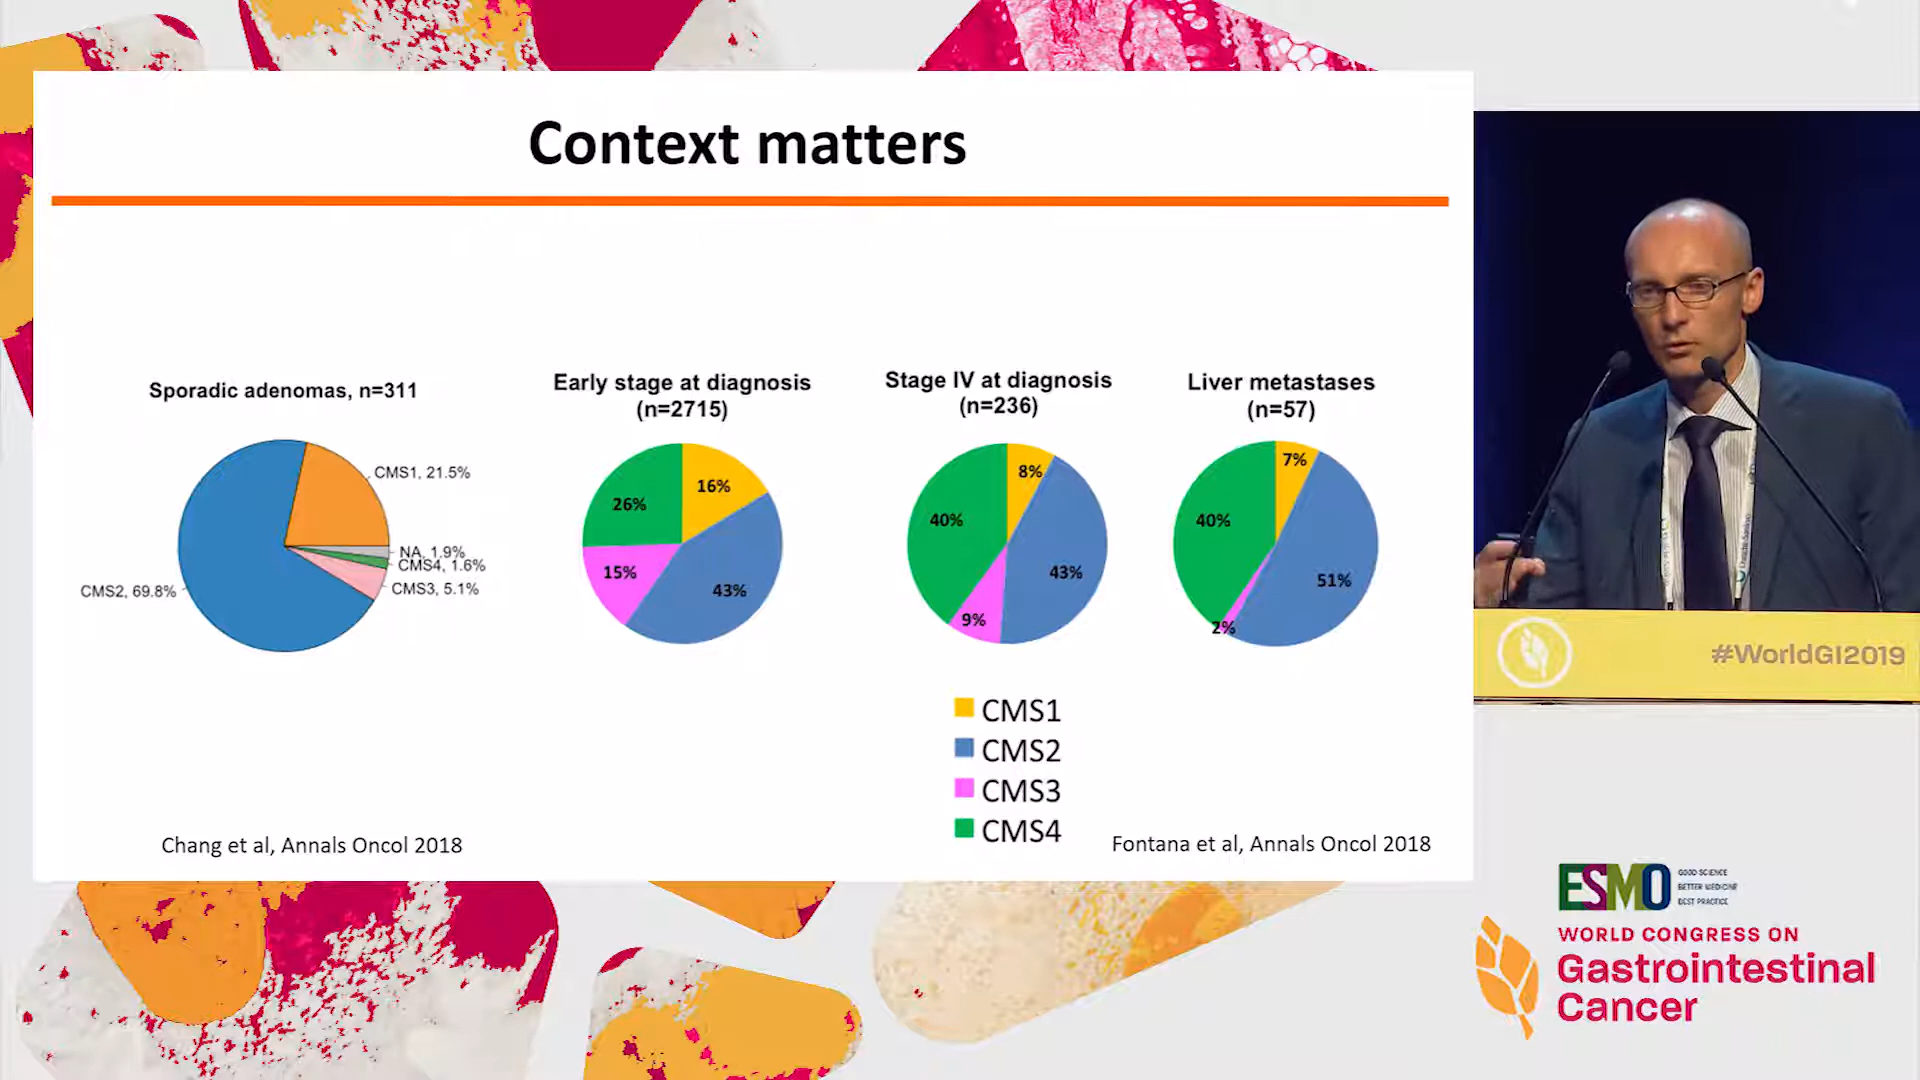 Context matters
Sporadic adenomas, n=311
CMS1, 21.5%
NA, 1.9%
CMS4, 1.6%
CMS3, 5.1%
CMS2, 69.8%
Early stage at diagnosis
(n=2715)
16%
26%
15%
43%
Stage IV at diagnosis
(n=236)
8%
40%
43%
9%
Liver metastases
(n=57)
7%
40%
51%
2%
CMS1
CMS2
CMS3
CMS4
Chang et al, Annals Oncol 2018
Fontana et al, Annals Oncol 2018
#WorldGI2019
ESMO
GOOD SCIENCE
BETTER MEDICINE
BEST PRACTICE
WORLD CONGRESS ON
Gastrointestinal
Cancer